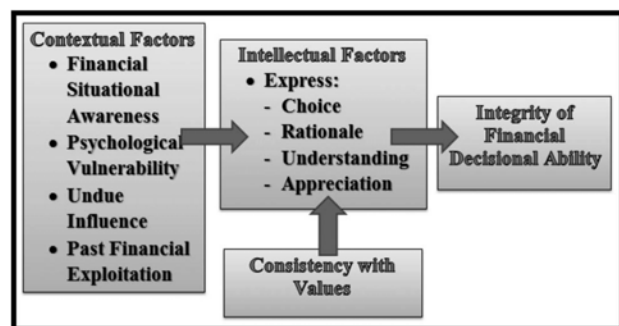 Contextual Factors
• Financial
Situational
Awareness
• Psychological
Vulnerability
• Undue
Influence
• Past Financial
Exploitation
Intellectual Factors
• Express:
- Choice
- Rationale
- Understanding
- Appreciation
Integrity of
Financial
Decisional Ability
Consistency with
Values